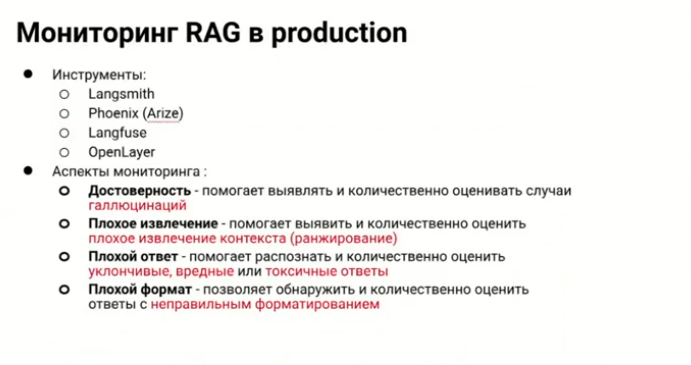 Мониторинг RAG в production
● Инструменты:
○ Langsmith
○ Phoenix (Arize)
○ Langfuse
○ OpenLayer
● Аспекты мониторинга :
○ Достоверность - помогает выявлять и количественно оценивать случаи
галлюцинаций
○ Плохое извлечение - помогает выявить и количественно оценить
плохое извлечение контекста (ранжирование)
○ Плохой ответ - помогает распознать и количественно оценить
уклончивые, вредные или токсичные ответы
○ Плохой формат - позволяет обнаружить и количественно оценить
ответы с неправильным форматированием